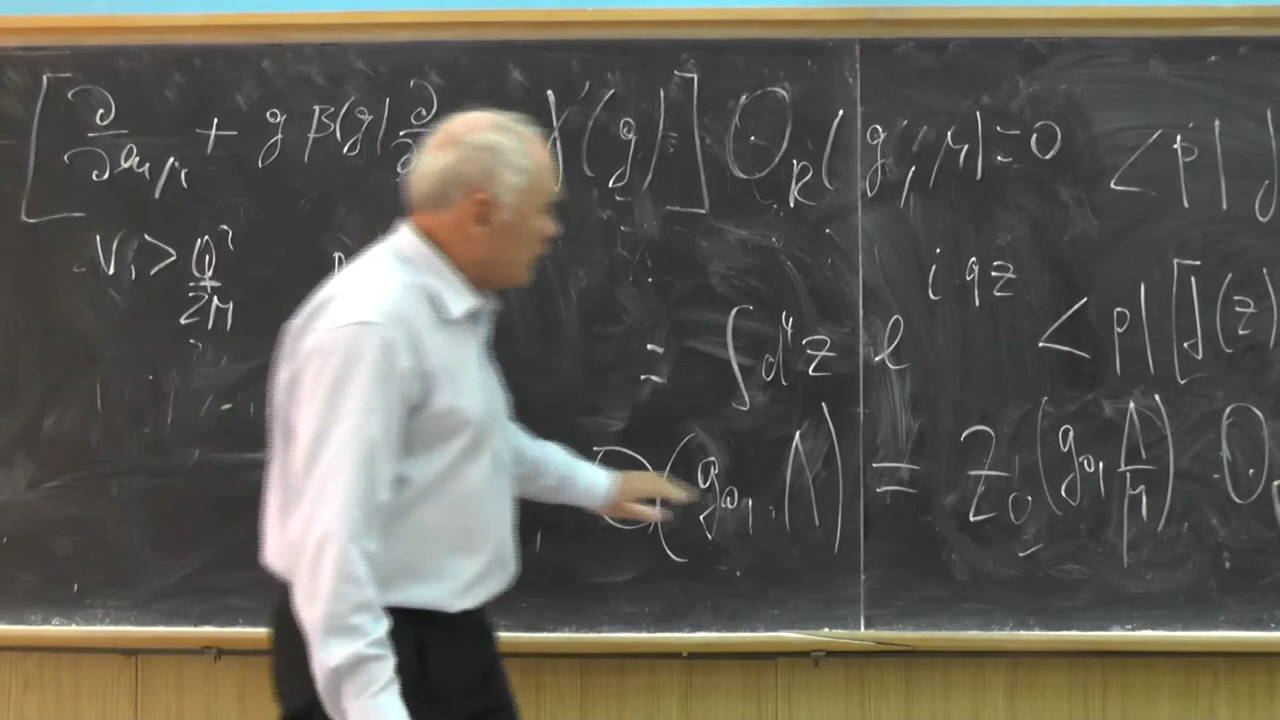 [∂/∂ln μ + g β(g) ∂/∂ γ(g)] O_R(g, μ) = 0 <p| J
ν > Q²/2M
= ∫ d⁴z e^{iqz} <p| [J(z)
O(g₀, Λ) = Z_O(g₀, Λ/μ) O